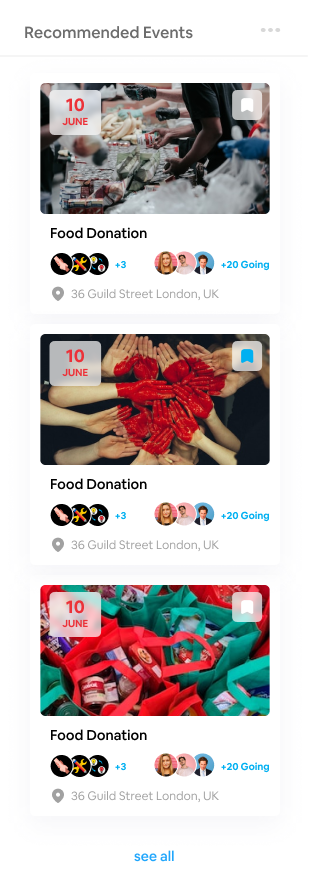 Recommended Events
10
JUNE
Food Donation
+3
+20 Going
36 Guild Street London, UK
10
JUNE
Food Donation
+3
+20 Going
36 Guild Street London, UK
10
JUNE
Food Donation
+3
+20 Going
36 Guild Street London, UK
see all